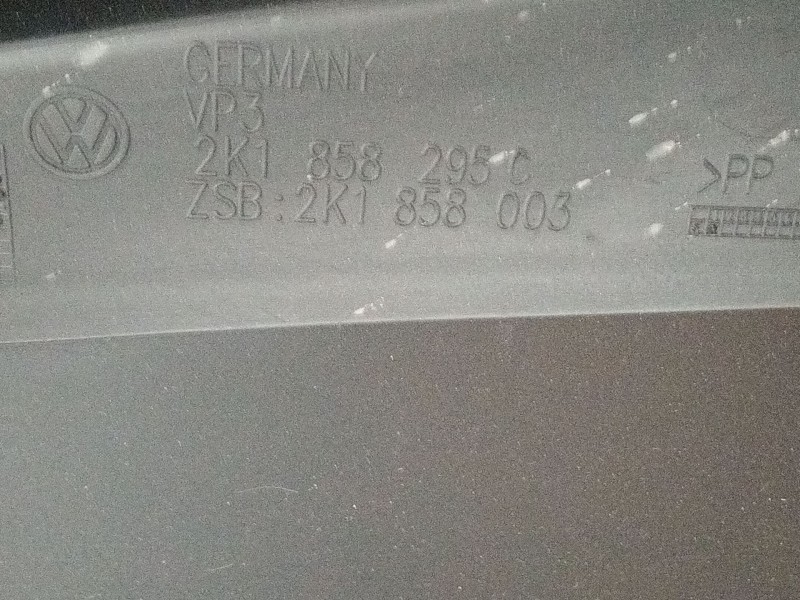 GERMANY
VP3
2K1 858 295 C
ZSB: 2K1 858 003
>PP